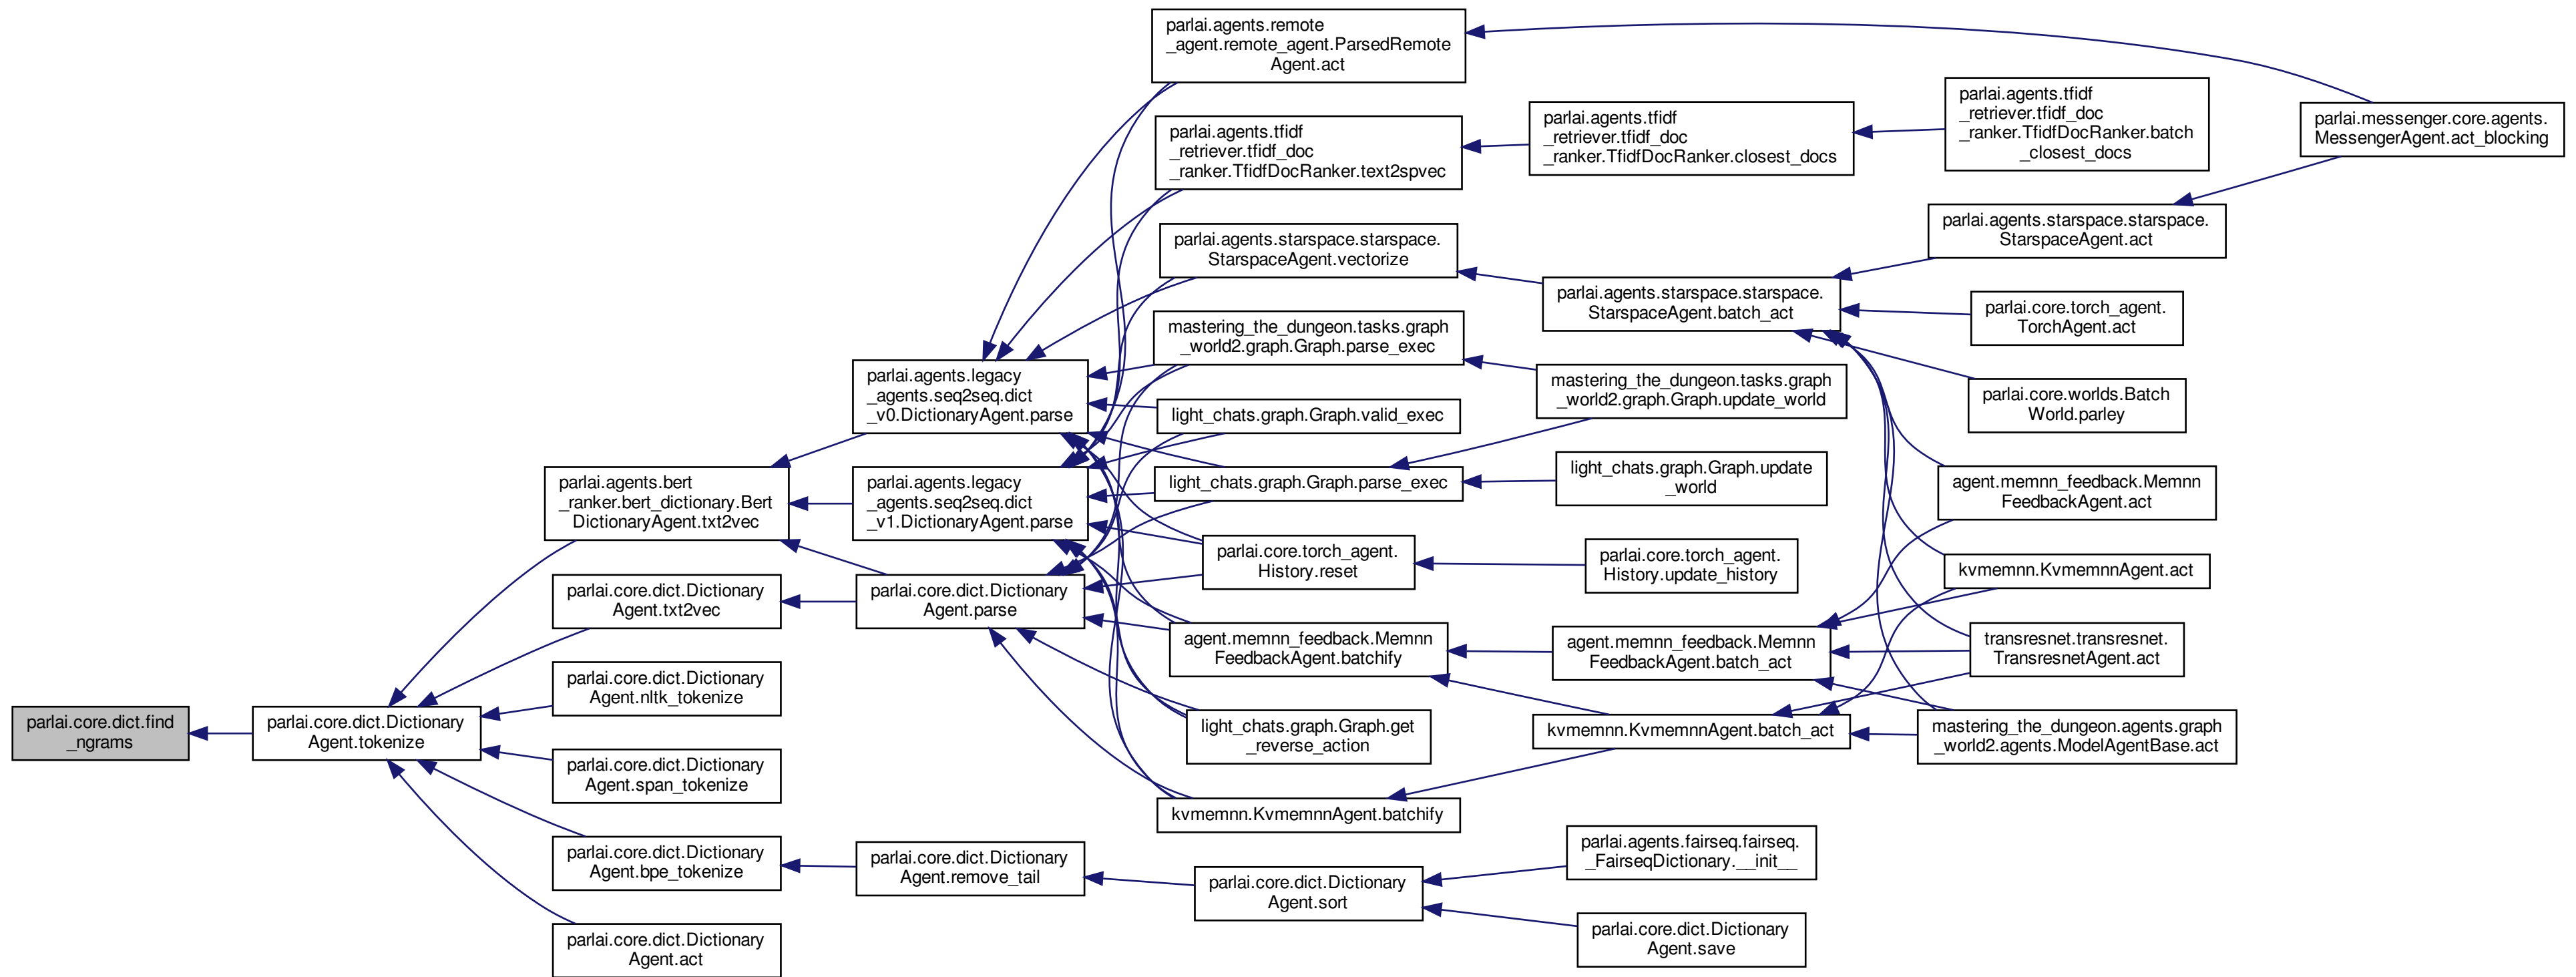 parlai.core.dict.find
_ngrams
parlai.core.dict.Dictionary
Agent.tokenize
parlai.agents.bert
_ranker.bert_dictionary.Bert
DictionaryAgent.txt2vec
parlai.core.dict.Dictionary
Agent.txt2vec
parlai.core.dict.Dictionary
Agent.nltk_tokenize
parlai.core.dict.Dictionary
Agent.span_tokenize
parlai.core.dict.Dictionary
Agent.bpe_tokenize
parlai.core.dict.Dictionary
Agent.act
parlai.agents.legacy
_agents.seq2seq.dict
_v0.DictionaryAgent.parse
parlai.agents.legacy
_agents.seq2seq.dict
_v1.DictionaryAgent.parse
parlai.core.dict.Dictionary
Agent.parse
parlai.core.dict.Dictionary
Agent.remove_tail
parlai.agents.remote
_agent.remote_agent.ParsedRemote
Agent.act
parlai.agents.tfidf
_retriever.tfidf_doc
_ranker.TfidfDocRanker.text2spvec
parlai.agents.starspace.starspace.
StarspaceAgent.vectorize
mastering_the_dungeon.tasks.graph
_world2.graph.Graph.parse_exec
light_chats.graph.Graph.valid_exec
light_chats.graph.Graph.parse_exec
parlai.core.torch_agent.
History.reset
agent.memnn_feedback.Memnn
FeedbackAgent.batchify
light_chats.graph.Graph.get
_reverse_action
kvmemnn.KvmemnnAgent.batchify
parlai.core.dict.Dictionary
Agent.sort
parlai.agents.tfidf
_retriever.tfidf_doc
_ranker.TfidfDocRanker.closest_docs
parlai.agents.starspace.starspace.
StarspaceAgent.batch_act
mastering_the_dungeon.tasks.graph
_world2.graph.Graph.update_world
light_chats.graph.Graph.update
_world
parlai.core.torch_agent.
History.update_history
agent.memnn_feedback.Memnn
FeedbackAgent.batch_act
kvmemnn.KvmemnnAgent.batch_act
parlai.agents.fairseq.fairseq.
_FairseqDictionary.__init__
parlai.core.dict.Dictionary
Agent.save
parlai.agents.tfidf
_retriever.tfidf_doc
_ranker.TfidfDocRanker.batch
_closest_docs
parlai.agents.starspace.starspace.
StarspaceAgent.act
parlai.core.torch_agent.
TorchAgent.act
parlai.core.worlds.Batch
World.parley
agent.memnn_feedback.Memnn
FeedbackAgent.act
kvmemnn.KvmemnnAgent.act
transresnet.transresnet.
TransresnetAgent.act
mastering_the_dungeon.agents.graph
_world2.agents.ModelAgentBase.act
parlai.messenger.core.agents.
MessengerAgent.act_blocking